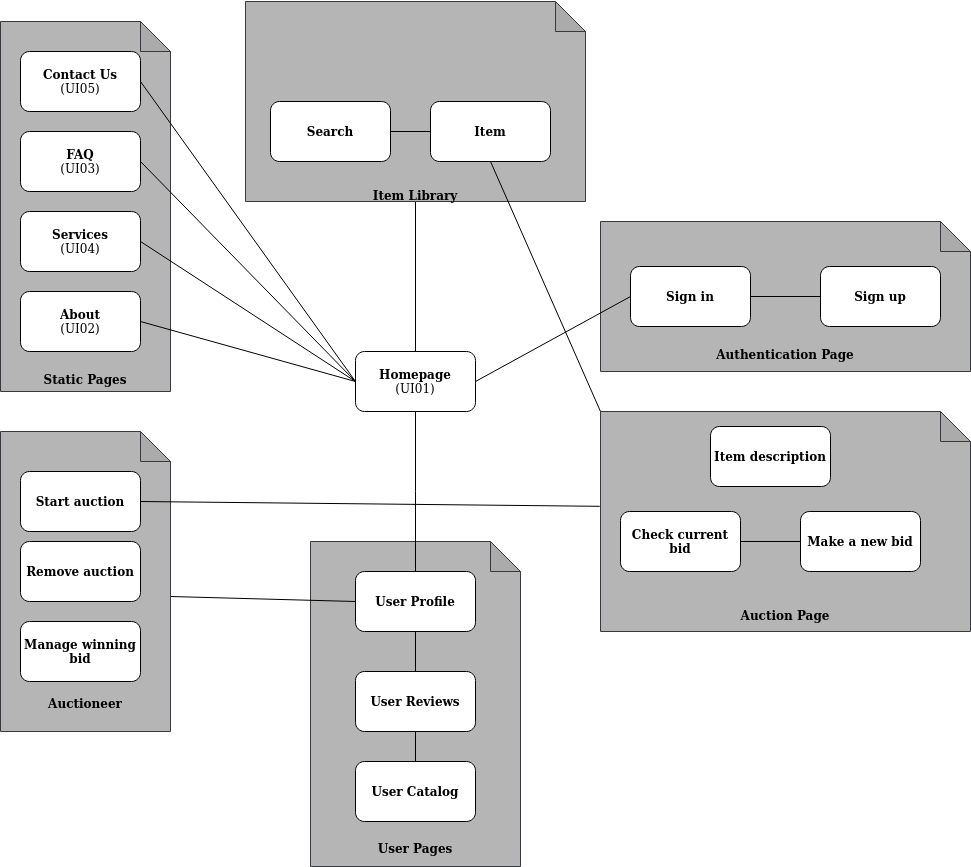 Contact Us
(UI05)
FAQ
(UI03)
Services
(UI04)
About
(UI02)
Static Pages
Search
Item
Item Library
Sign in
Sign up
Authentication Page
Homepage
(UI01)
Start auction
Remove auction
Manage winning
bid
Auctioneer
User Profile
User Reviews
User Catalog
User Pages
Item description
Check current
bid
Make a new bid
Auction Page